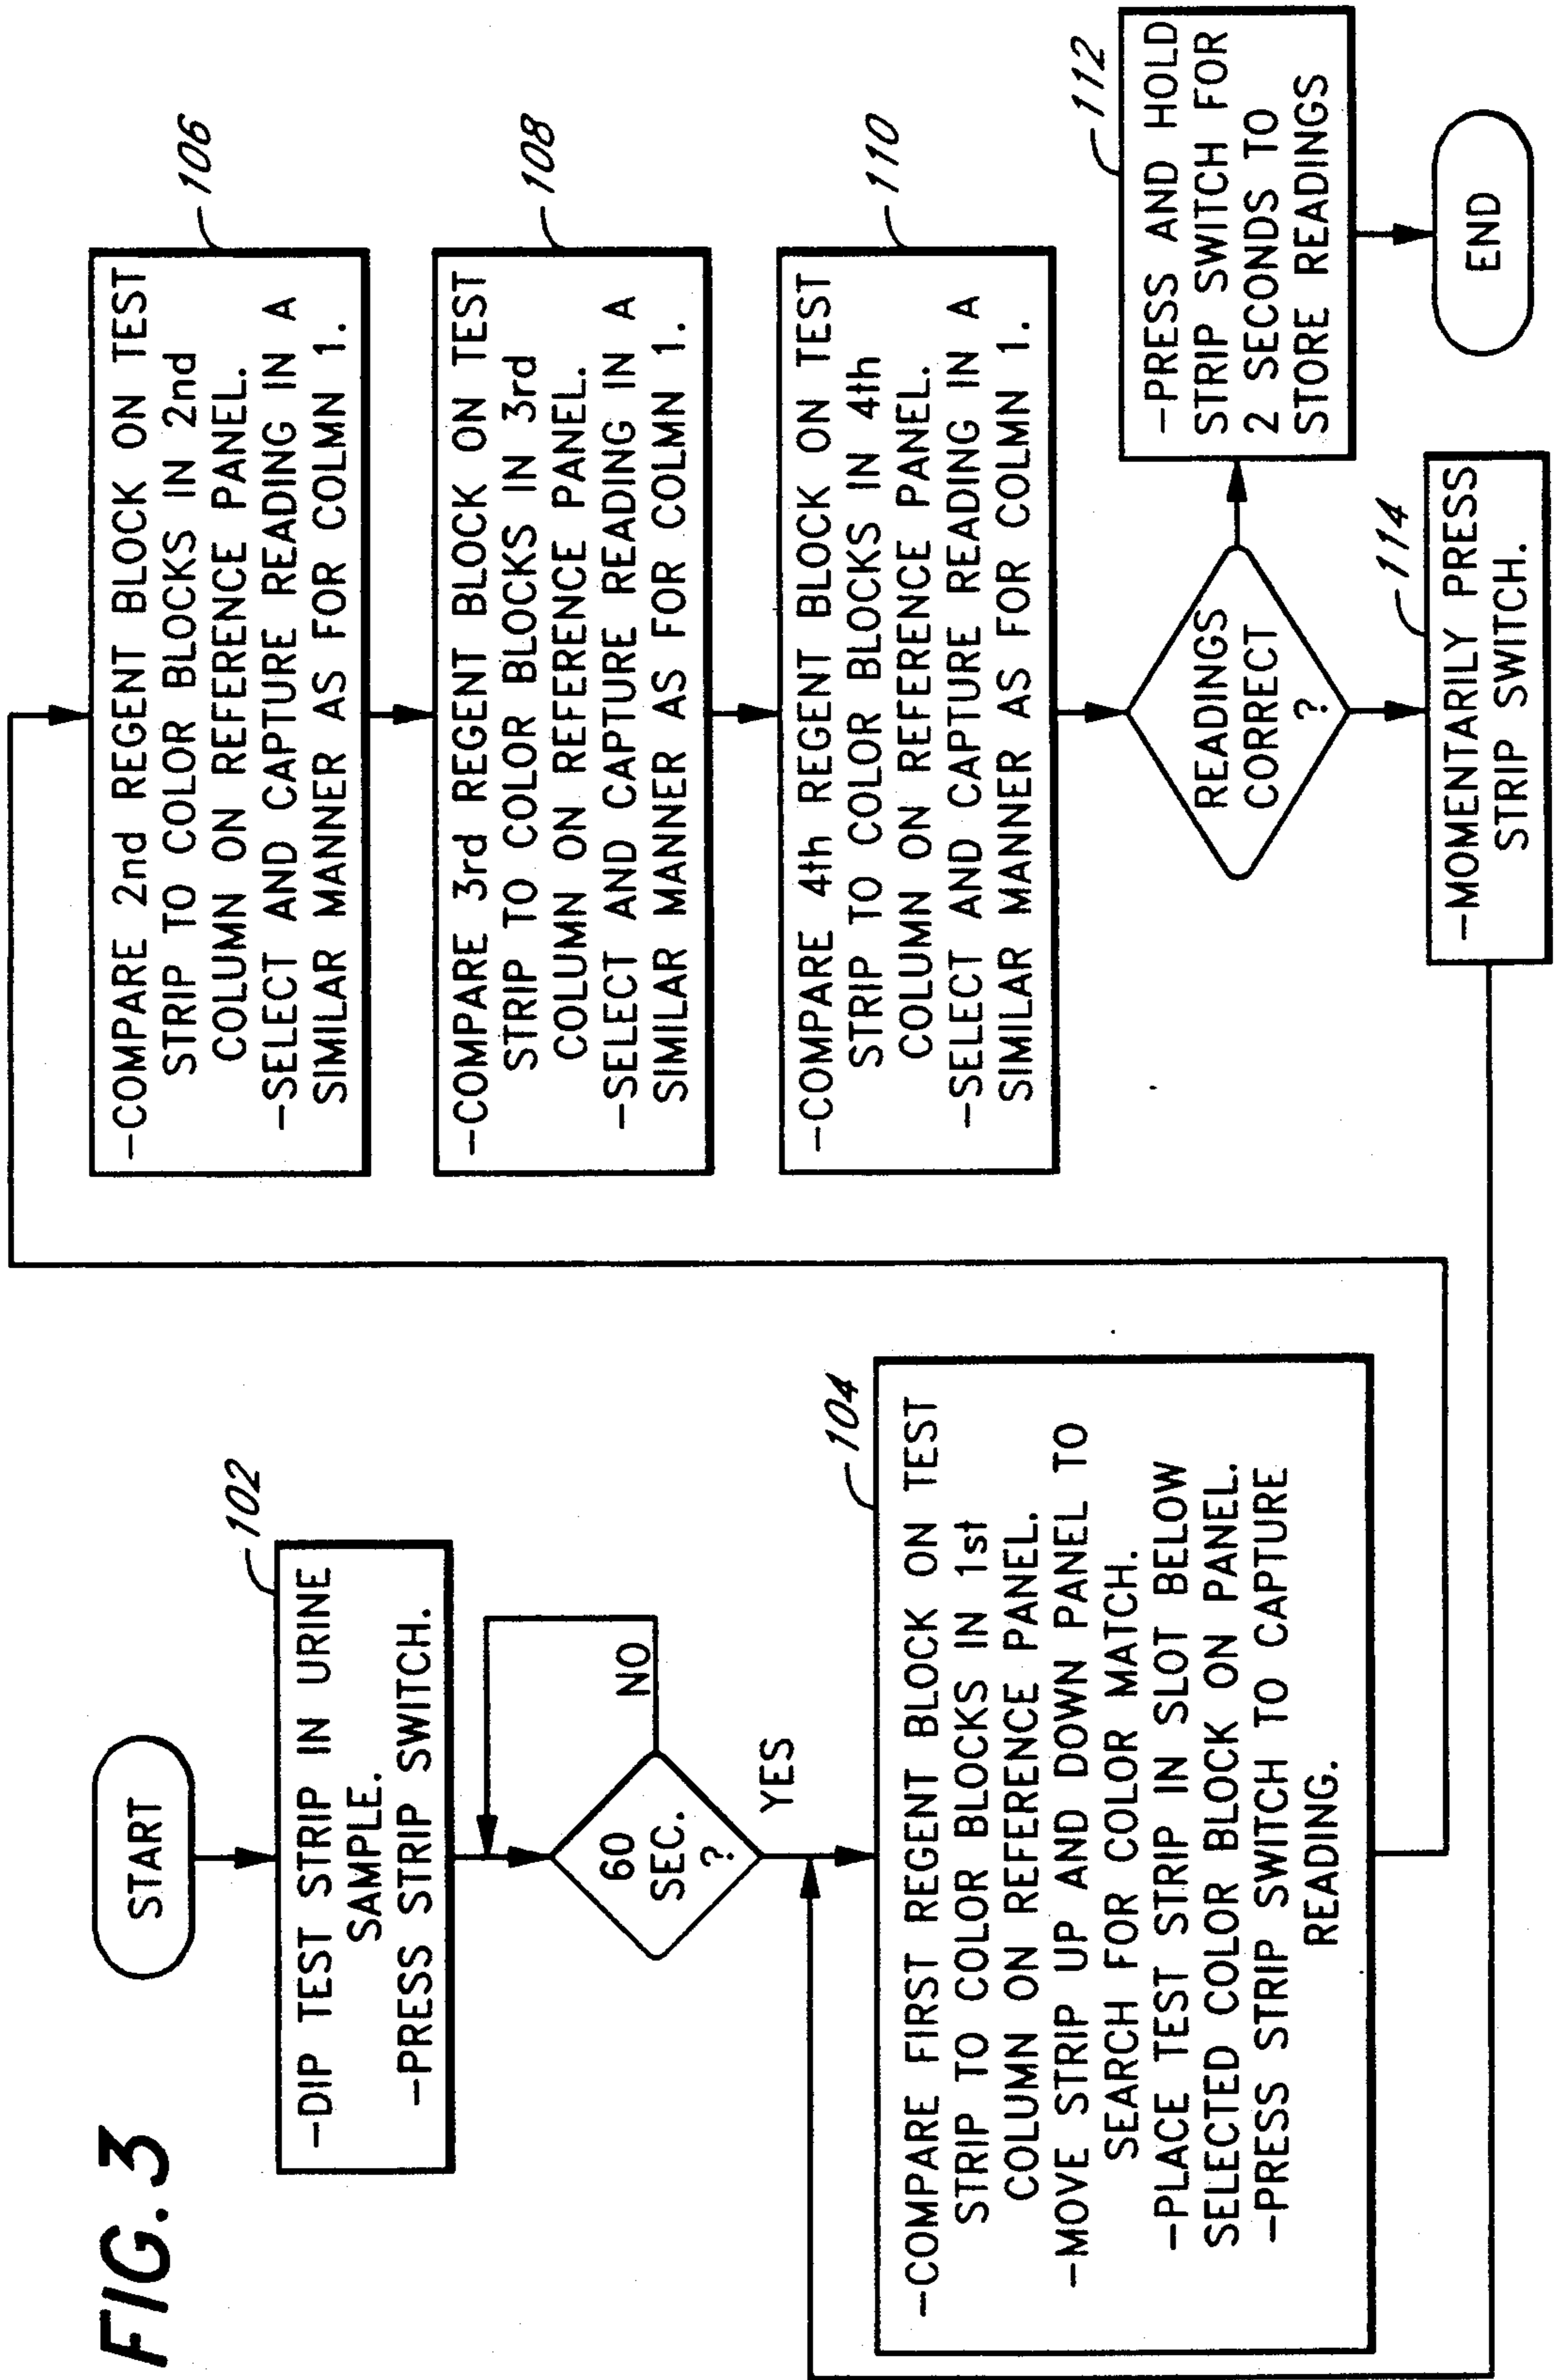 FIG. 3
START
102
-DIP TEST STRIP IN URINE
SAMPLE.
-PRESS STRIP SWITCH.
60
SEC.
?
NO
YES
104
-COMPARE FIRST REGENT BLOCK ON TEST
STRIP TO COLOR BLOCKS IN 1st
COLUMN ON REFERENCE PANEL.
-MOVE STRIP UP AND DOWN PANEL TO
SEARCH FOR COLOR MATCH.
-PLACE TEST STRIP IN SLOT BELOW
SELECTED COLOR BLOCK ON PANEL.
-PRESS STRIP SWITCH TO CAPTURE
READING.
106
-COMPARE 2nd REGENT BLOCK ON TEST
STRIP TO COLOR BLOCKS IN 2nd
COLUMN ON REFERENCE PANEL.
-SELECT AND CAPTURE READING IN A
SIMILAR MANNER AS FOR COLMN 1.
108
-COMPARE 3rd REGENT BLOCK ON TEST
STRIP TO COLOR BLOCKS IN 3rd
COLUMN ON REFERENCE PANEL.
-SELECT AND CAPTURE READING IN A
SIMILAR MANNER AS FOR COLMN 1.
110
-COMPARE 4th REGENT BLOCK ON TEST
STRIP TO COLOR BLOCKS IN 4th
COLUMN ON REFERENCE PANEL.
-SELECT AND CAPTURE READING IN A
SIMILAR MANNER AS FOR COLMN 1.
READINGS
CORRECT
?
112
-PRESS AND HOLD
STRIP SWITCH FOR
2 SECONDS TO
STORE READINGS
END
114
-MOMENTARILY PRESS
STRIP SWITCH.